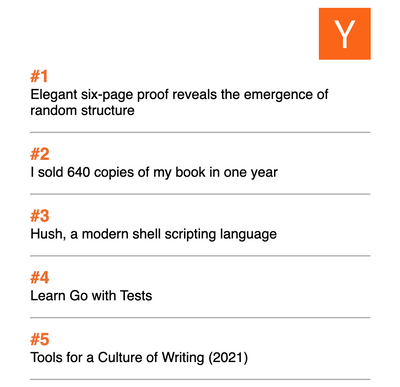 Y
#1
Elegant six-page proof reveals the emergence of
random structure
#2
I sold 640 copies of my book in one year
#3
Hush, a modern shell scripting language
#4
Learn Go with Tests
#5
Tools for a Culture of Writing (2021)